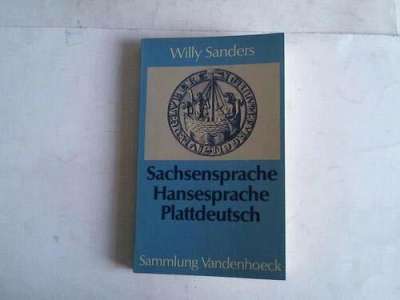 Willy Sanders
Sachsensprache
Hansesprache
Plattdeutsch
Sammlung Vandenhoeck